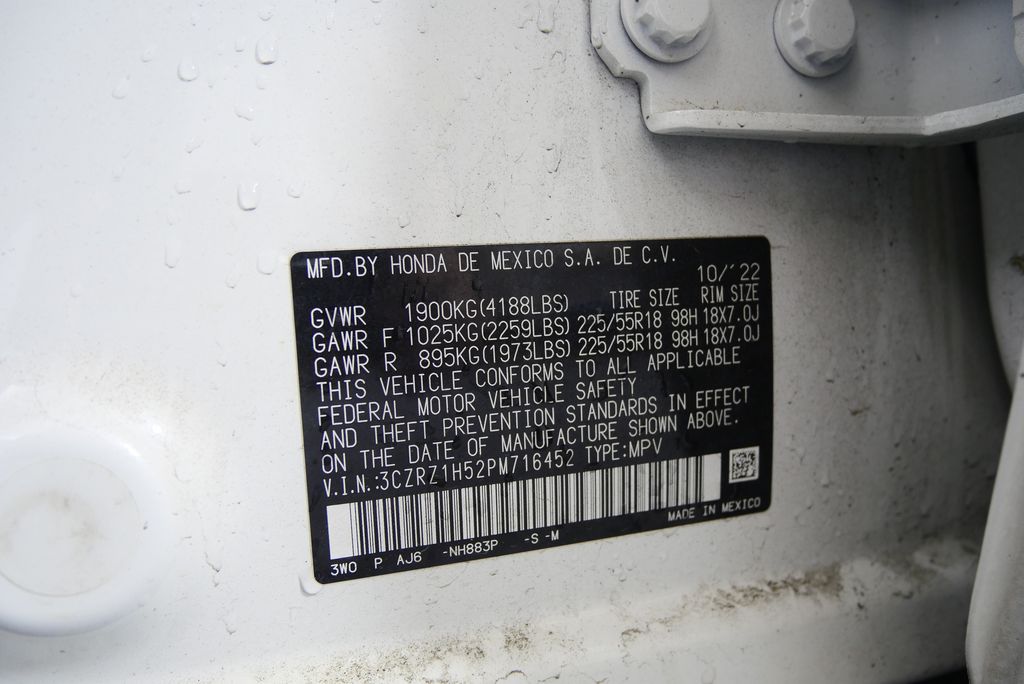 MFD.BY HONDA DE MEXICO S.A. DE C.V.
10/'22
GVWR 1900KG(4188LBS) TIRE SIZE RIM SIZE
GAWR F 1025KG(2259LBS) 225/55R18 98H 18X7.0J
GAWR R 895KG(1973LBS) 225/55R18 98H 18X7.0J
THIS VEHICLE CONFORMS TO ALL APPLICABLE
FEDERAL MOTOR VEHICLE SAFETY
AND THEFT PREVENTION STANDARDS IN EFFECT
ON THE DATE OF MANUFACTURE SHOWN ABOVE.
V.I.N.:3CZRZ1H52PM716452 TYPE:MPV
MADE IN MEXICO
3W0 P AJ6 -NH883P -S -M